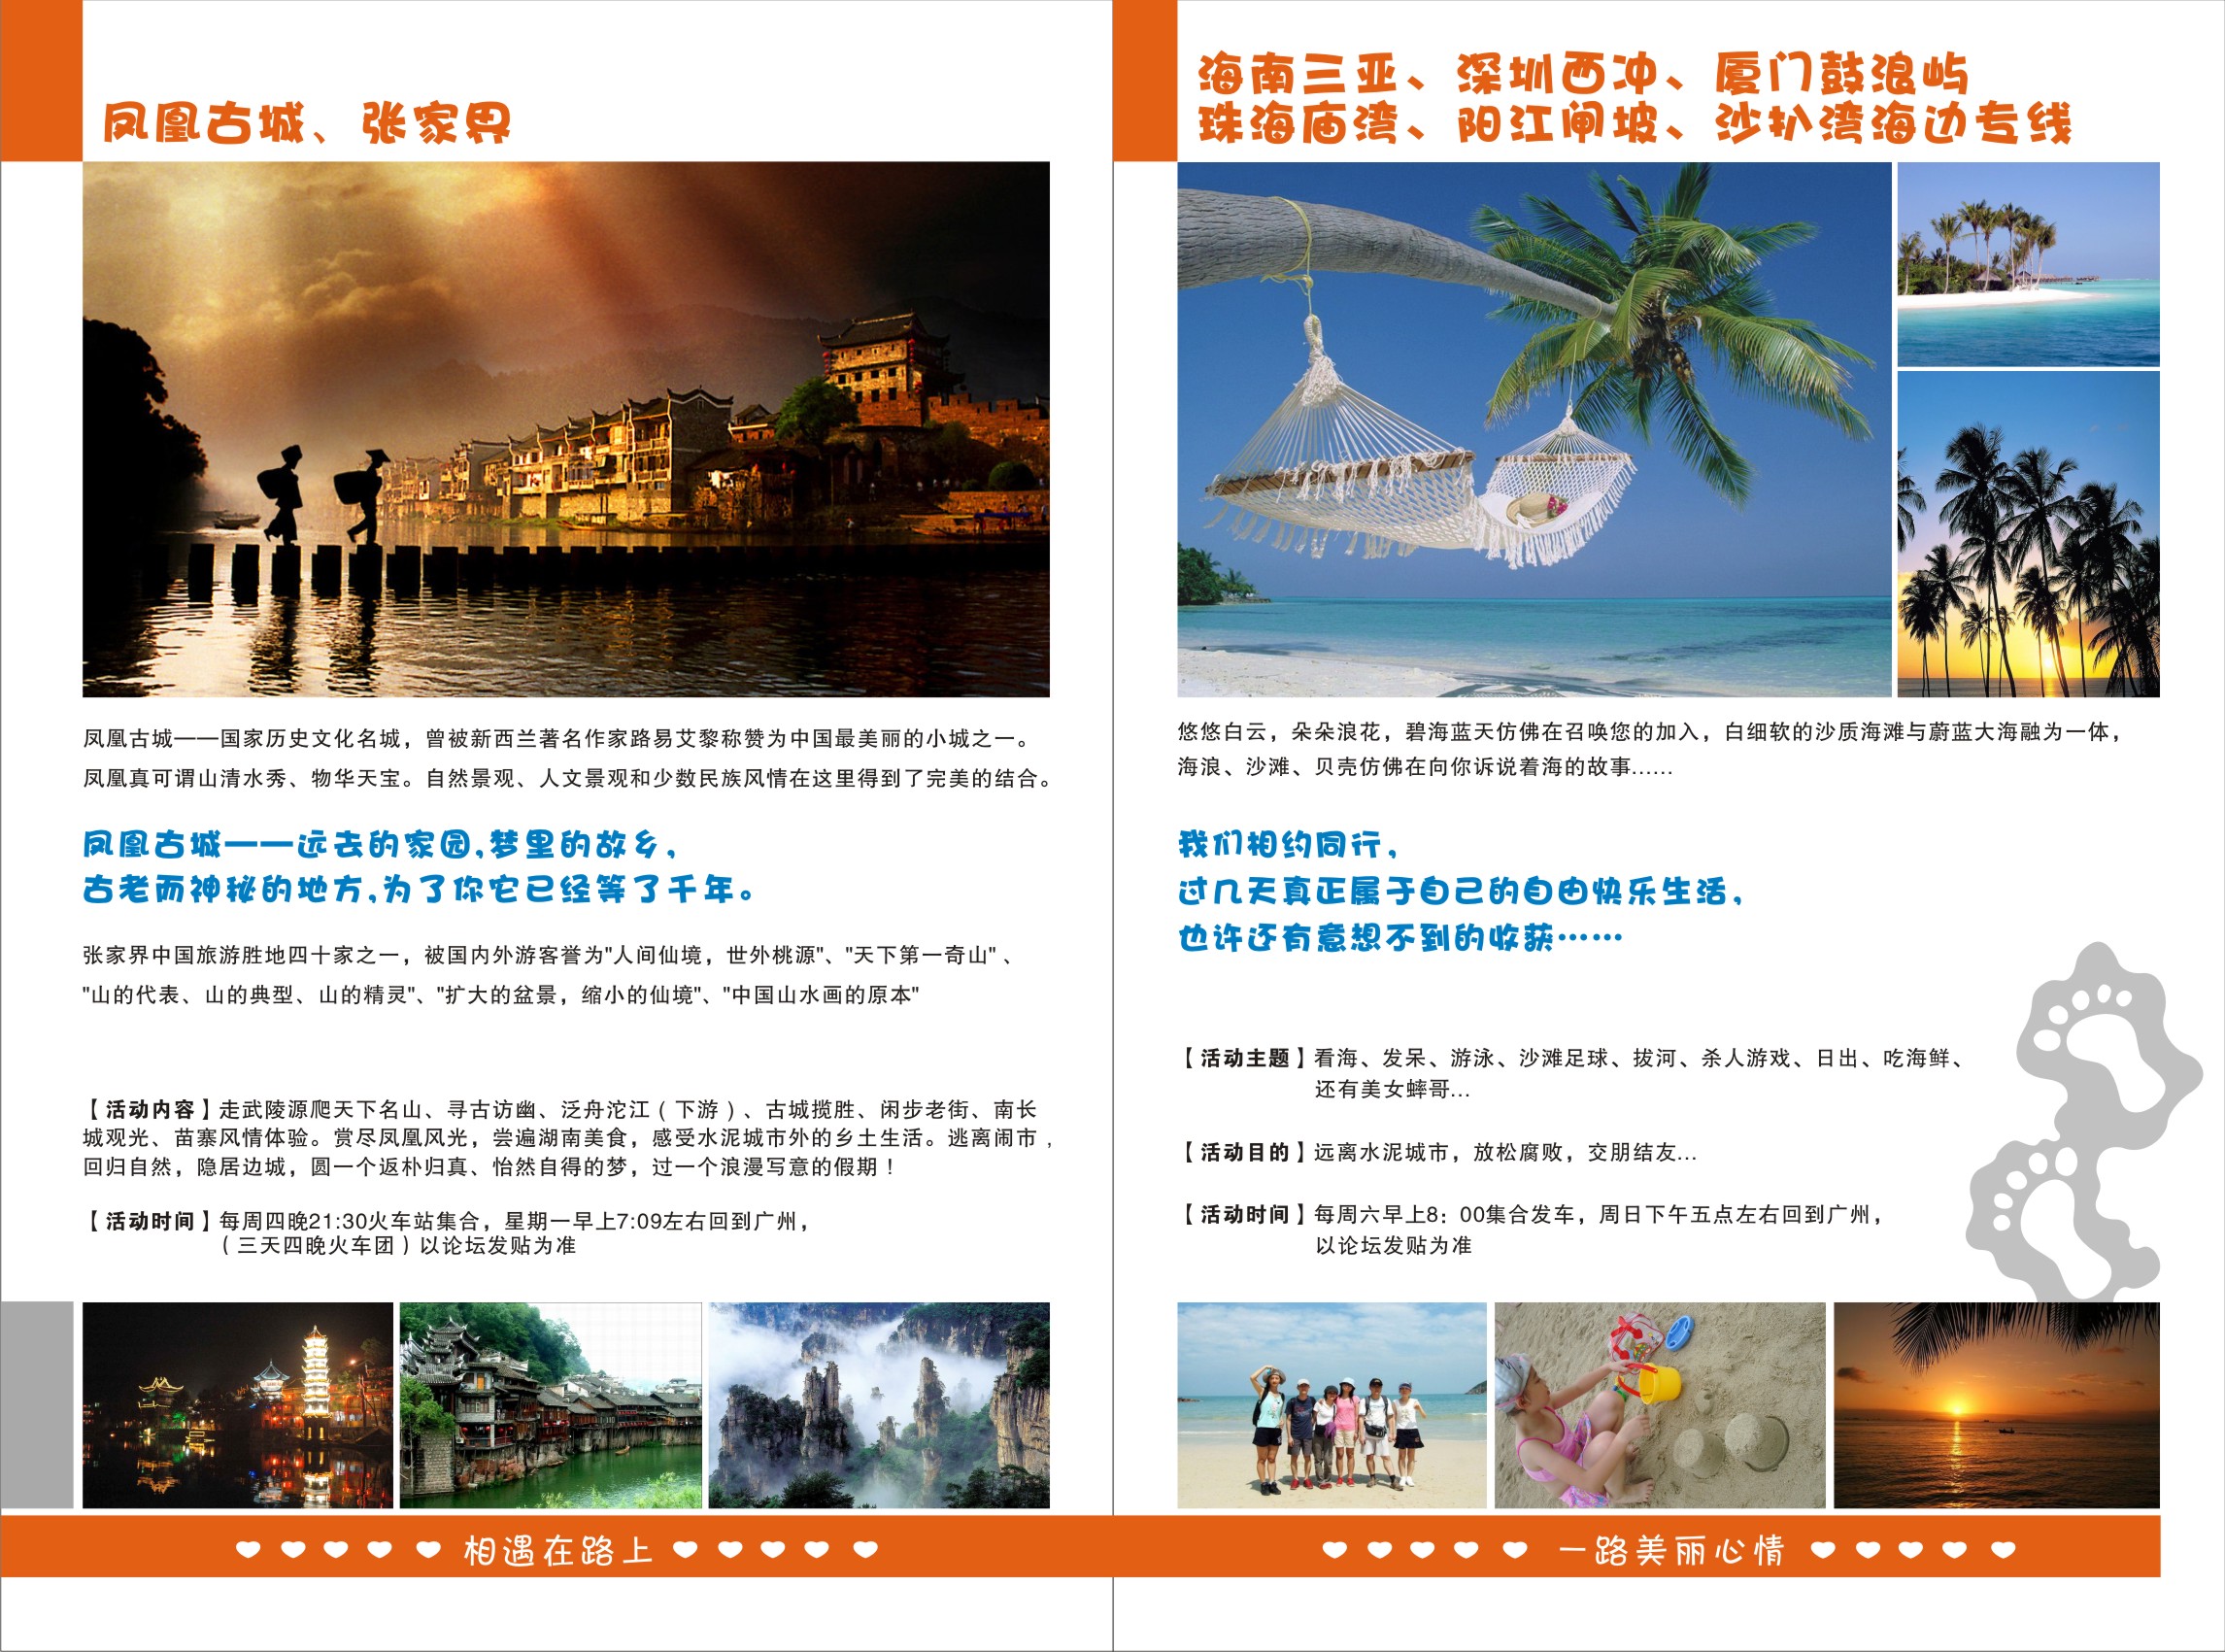 凤凰古城、张家界
凤凰古城——国家历史文化名城，曾被新西兰著名作家路易艾黎称赞为中国最美丽的小城之一。
凤凰真可谓山清水秀、物华天宝。自然景观、人文景观和少数民族风情在这里得到了完美的结合。
凤凰古城——远去的家园,梦里的故乡,
古老而神秘的地方,为了你它已经等了千年。
张家界中国旅游胜地四十家之一，被国内外游客誉为"人间仙境，世外桃源"、"天下第一奇山"、
"山的代表、山的典型、山的精灵"、"扩大的盆景，缩小的仙境"、"中国山水画的原本"
【活动内容】走武陵源爬天下名山、寻古访幽、泛舟沱江（下游）、古城揽胜、闲步老街、南长
城观光、苗寨风情体验。赏尽凤凰风光，尝遍湖南美食，感受水泥城市外的乡土生活。逃离闹市，
回归自然，隐居边城，圆一个返朴归真、怡然自得的梦，过一个浪漫写意的假期！
【活动时间】每周四晚21:30火车站集合，星期一早上7:09左右回到广州，
（三天四晚火车团）以论坛发贴为准
相遇在路上
海南三亚、深圳西冲、厦门鼓浪屿
珠海庙湾、阳江闸坡、沙扒湾海边专线
悠悠白云，朵朵浪花，碧海蓝天仿佛在召唤您的加入，白细软的沙质海滩与蔚蓝大海融为一体，
海浪、沙滩、贝壳仿佛在向你诉说着海的故事......
我们相约同行,
过几天真正属于自己的自由快乐生活,
也许还有意想不到的收获……
【活动主题】看海、发呆、游泳、沙滩足球、拔河、杀人游戏、日出、吃海鲜、
还有美女蟀哥...
【活动目的】远离水泥城市，放松腐败，交朋结友...
【活动时间】每周六早上8：00集合发车，周日下午五点左右回到广州，
以论坛发贴为准
一路美丽心情